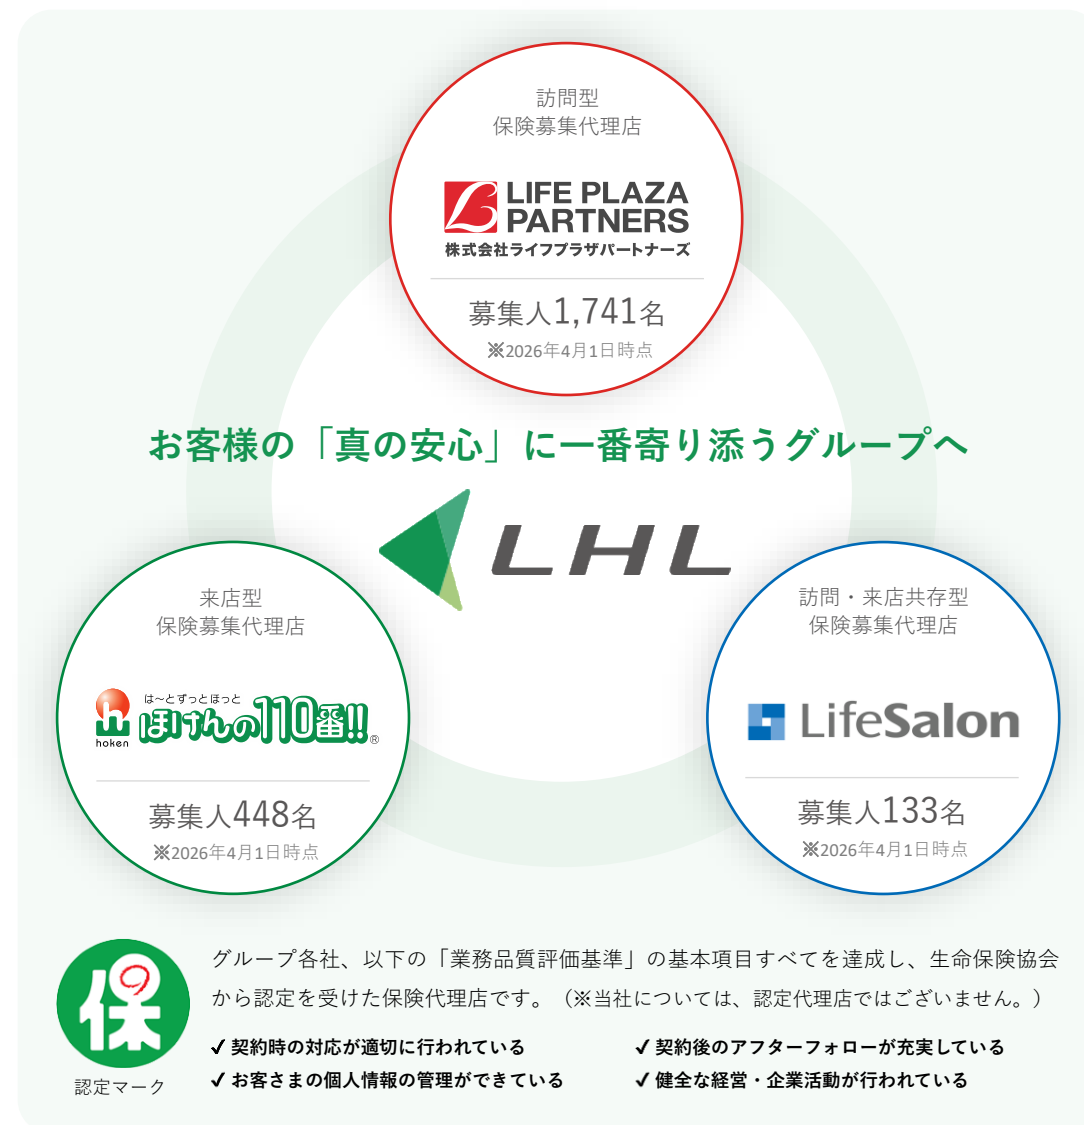 訪問型
保険募集代理店
LIFE PLAZA
PARTNERS
株式会社ライフプラザパートナーズ
募集人1,741名
※2026年4月1日時点
お客様の「真の安心」に一番寄り添うグループへ
LHL
来店型
保険募集代理店
は～とずっとほっと
h
hoken
ほけんの110番!!®
募集人448名
※2026年4月1日時点
訪問・来店共存型
保険募集代理店
LifeSalon
募集人133名
※2026年4月1日時点
保
認定マーク
グループ各社、以下の「業務品質評価基準」の基本項目すべてを達成し、生命保険協会
から認定を受けた保険代理店です。（※当社については、認定代理店ではございません。）
✓契約時の対応が適切に行われている
✓契約後のアフターフォローが充実している
✓お客さまの個人情報の管理ができている
✓健全な経営・企業活動が行われている